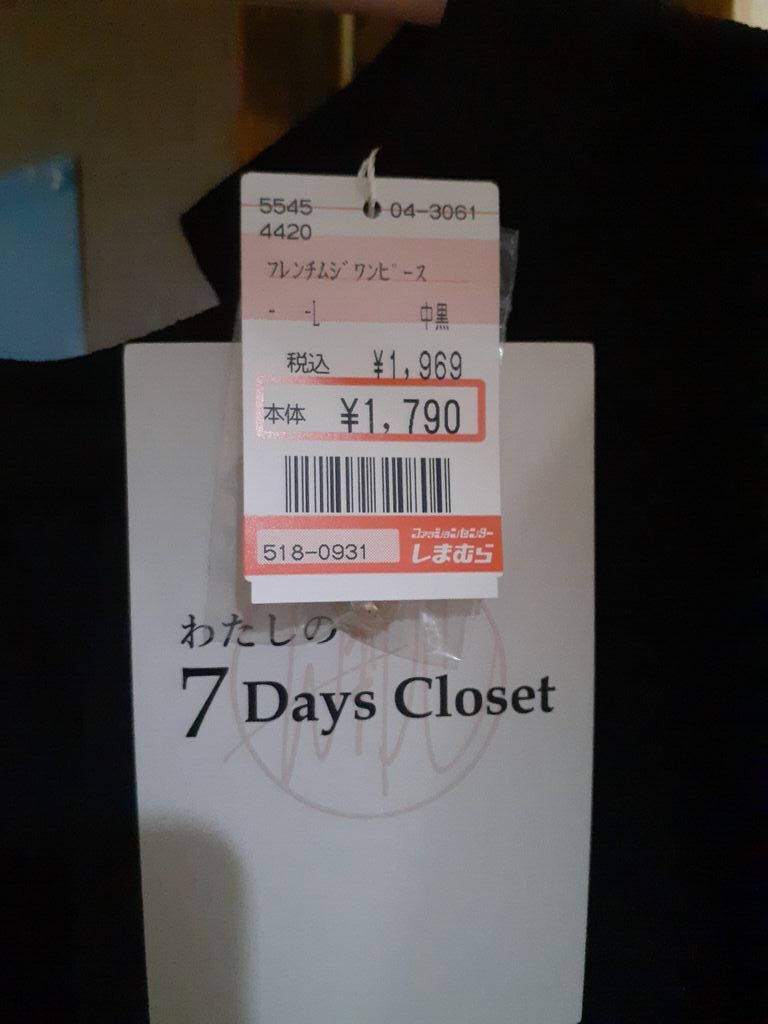 5545 04-3061
4420
フレンチムジワンピース
- -L 中黒
税込 ¥1,969
本体 ¥1,790
518-0931
ファッションセンター
しまむら
わたしの
7 Days Closet